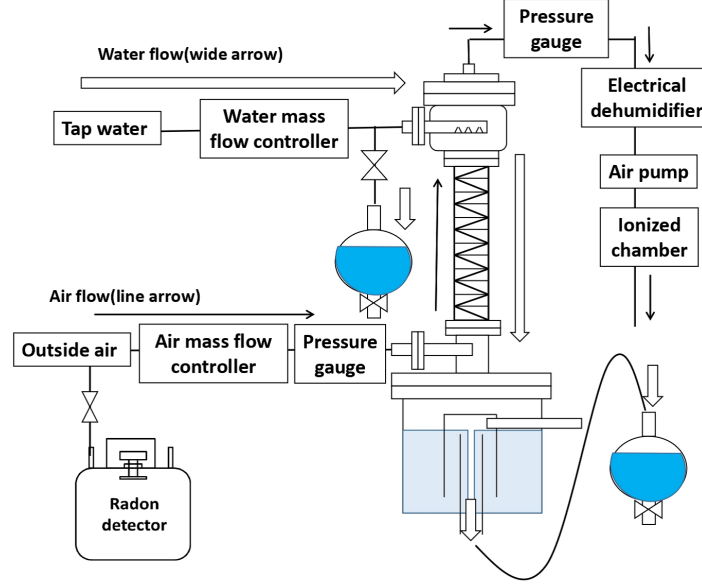 Pressure
gauge
Water flow(wide arrow)
Electrical
dehumidifier
Tap water
Water mass
flow controller
Air pump
Ionized
chamber
Air flow(line arrow)
Outside air
Air mass flow
controller
Pressure
gauge
Radon
detector